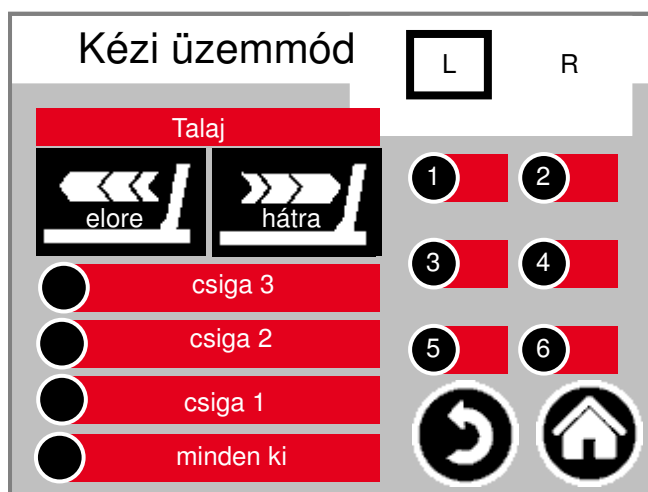 Kézi üzemmód
L
R
Talaj
elore
hátra
1
2
3
4
5
6
csiga 3
csiga 2
csiga 1
minden ki